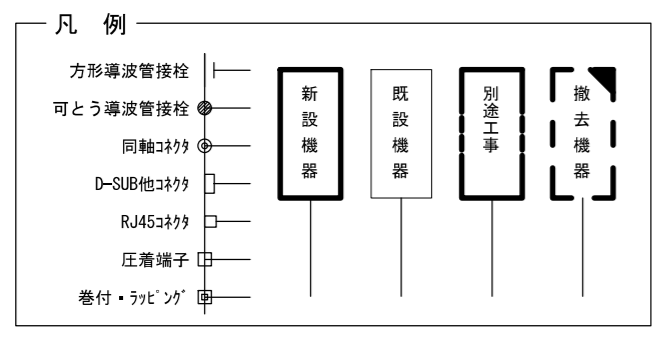 凡 例
方形導波管接栓
可とう導波管接栓
同軸ｺﾈｸﾀ
D-SUB他ｺﾈｸﾀ
RJ45ｺﾈｸﾀ
圧着端子
巻付・ﾗｯﾋﾟﾝｸﾞ
新設機器
既設機器
別途工事
撤去機器